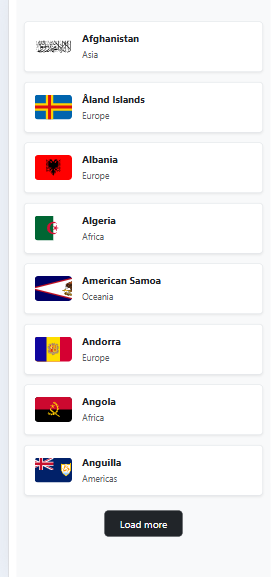 Afghanistan
Asia
Åland Islands
Europe
Albania
Europe
Algeria
Africa
American Samoa
Oceania
Andorra
Europe
Angola
Africa
Anguilla
Americas
Load more